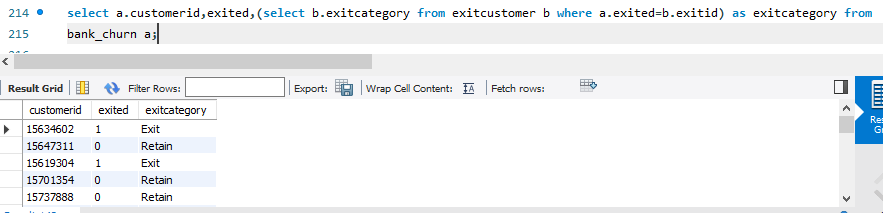 214 select a.customerid,exited,(select b.exitcategory from exitcustomer b where a.exited=b.exitid) as exitcategory from
215 bank_churn a;
Result Grid Filter Rows: Export: Wrap Cell Content: IA Fetch rows:
customerid exited exitcategory
15634602 1 Exit
15647311 0 Retain
15619304 1 Exit
15701354 0 Retain
15737888 0 Retain